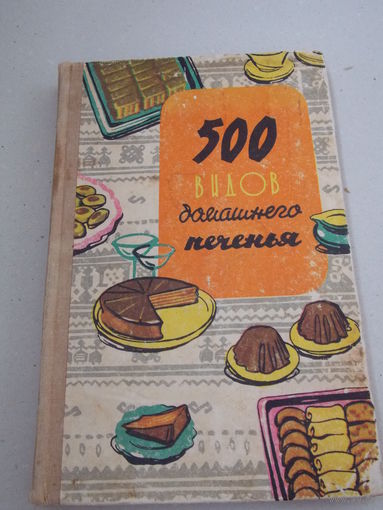 500
видов
домашнего
печенья